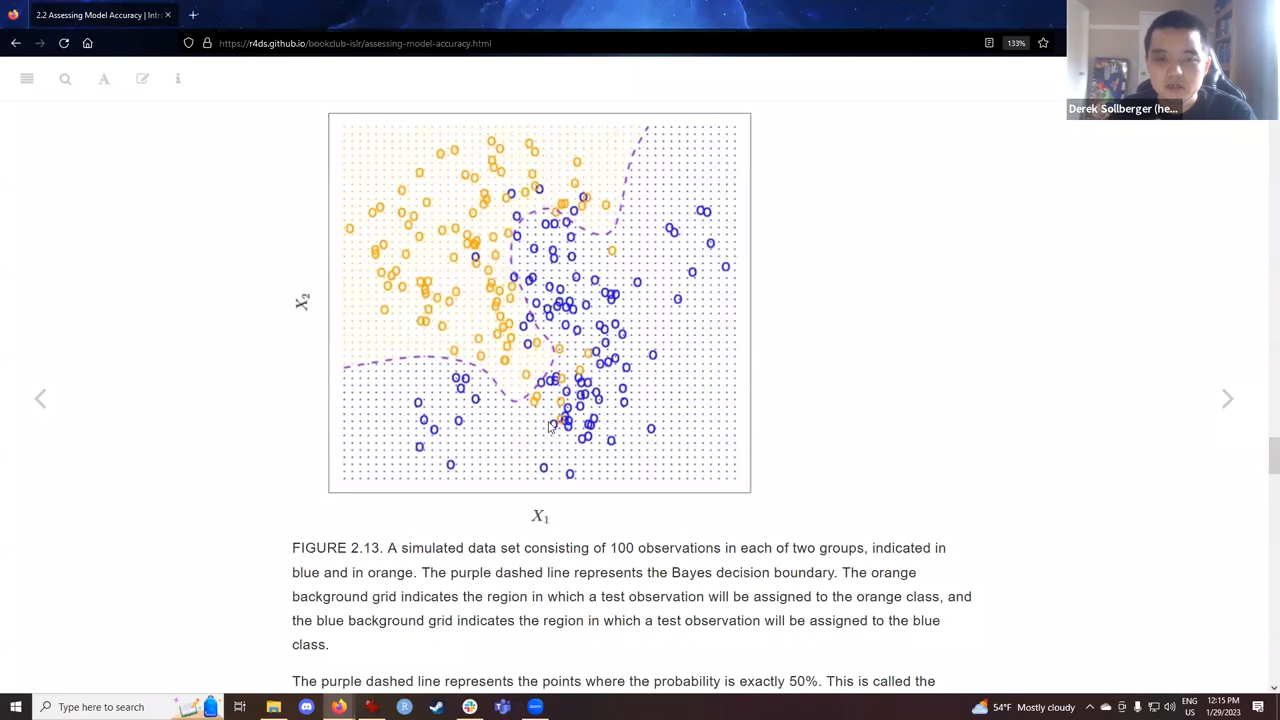 2.2 Assessing Model Accuracy | Intr
https://r4ds.github.io/bookclub-islr/assessing-model-accuracy.html
133%
Derek Sollberger (he...
X2
X1
FIGURE 2.13. A simulated data set consisting of 100 observations in each of two groups, indicated in
blue and in orange. The purple dashed line represents the Bayes decision boundary. The orange
background grid indicates the region in which a test observation will be assigned to the orange class, and
the blue background grid indicates the region in which a test observation will be assigned to the blue
class.
The purple dashed line represents the points where the probability is exactly 50%. This is called the
Type here to search
54°F Mostly cloudy
ENG
US
12:15 PM
1/29/2023